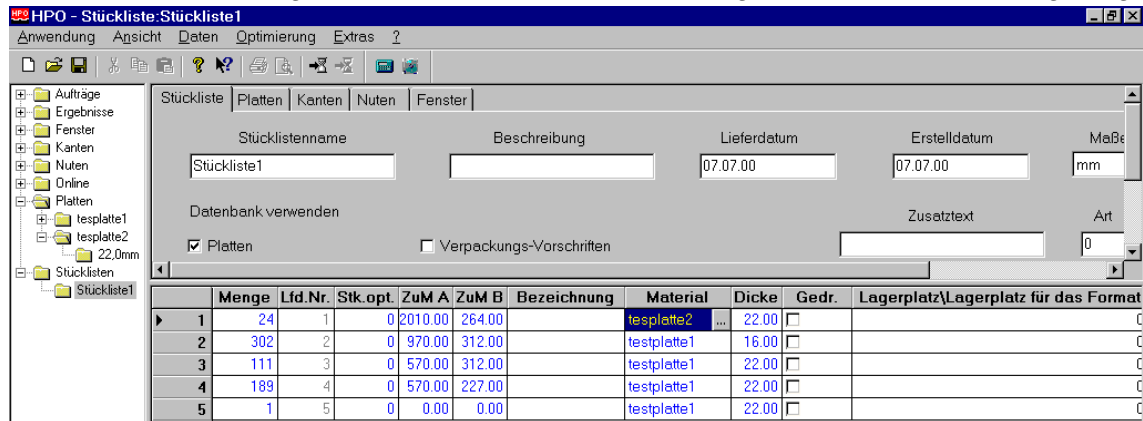 HPO - Stückliste:Stückliste1
Anwendung Ansicht Daten Optimierung Extras ?
Aufträge
Ergebnisse
Fenster
Kanten
Nuten
Online
Platten
tesplatte1
tesplatte2
22,0mm
Stücklisten
Stückliste1
Stückliste Platten Kanten Nuten Fenster
Stücklistenname Beschreibung Lieferdatum Erstelldatum Maße
Stückliste1 07.07.00 07.07.00 mm
Datenbank verwenden Zusatztext Art
Platten Verpackungs-Vorschriften 0
Menge Lfd.Nr. Stk.opt. ZuM A ZuM B Bezeichnung Material Dicke Gedr. Lagerplatz\Lagerplatz für das Format
1 24 1 0 2010.00 264.00 tesplatte2 ... 22.00 0
2 302 2 0 970.00 312.00 testplatte1 16.00 0
3 111 3 0 570.00 312.00 testplatte1 22.00 0
4 189 4 0 570.00 227.00 testplatte1 22.00 0
5 1 5 0 0.00 0.00 testplatte1 22.00 0